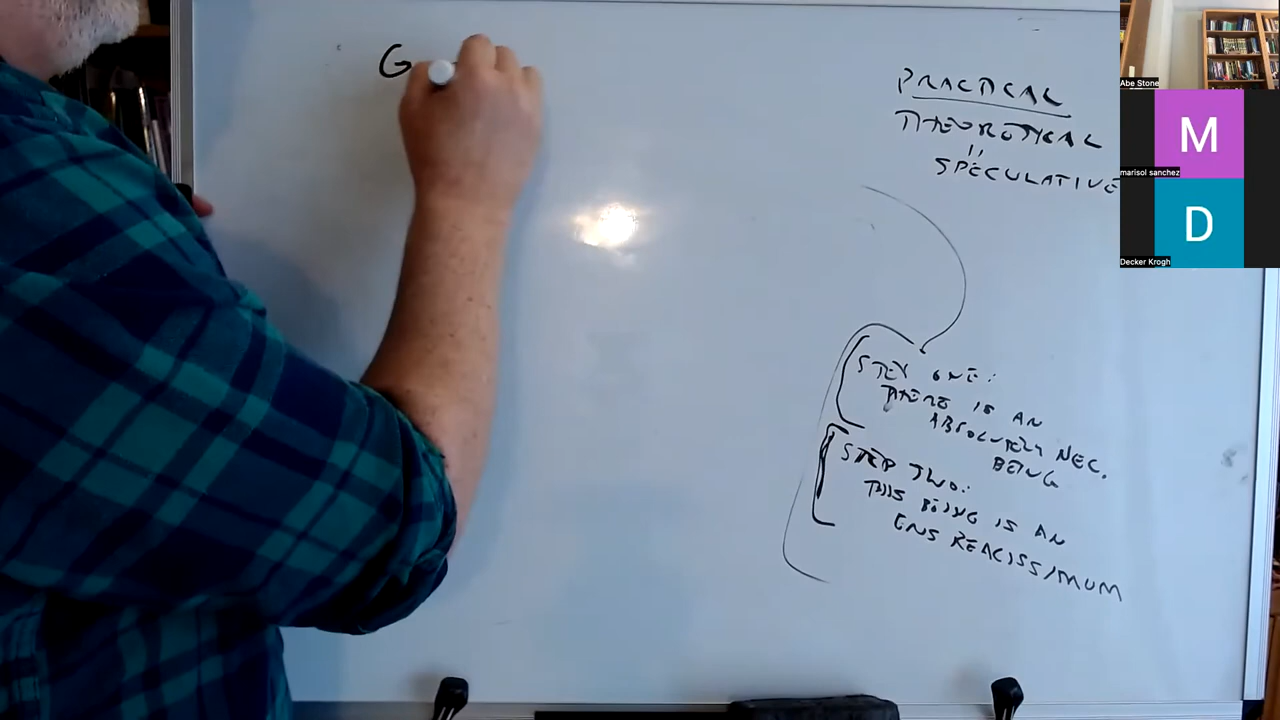 G
PRACTICAL
THEORETICAL
"
SPECULATIVE
STEP ONE:
THERE IS AN
ABSOLUTELY NEC.
BEING
STEP TWO:
THIS BEING IS AN
ENS REALISSIMUM
Abe Stone
M
marisol sanchez
D
Decker Krogh